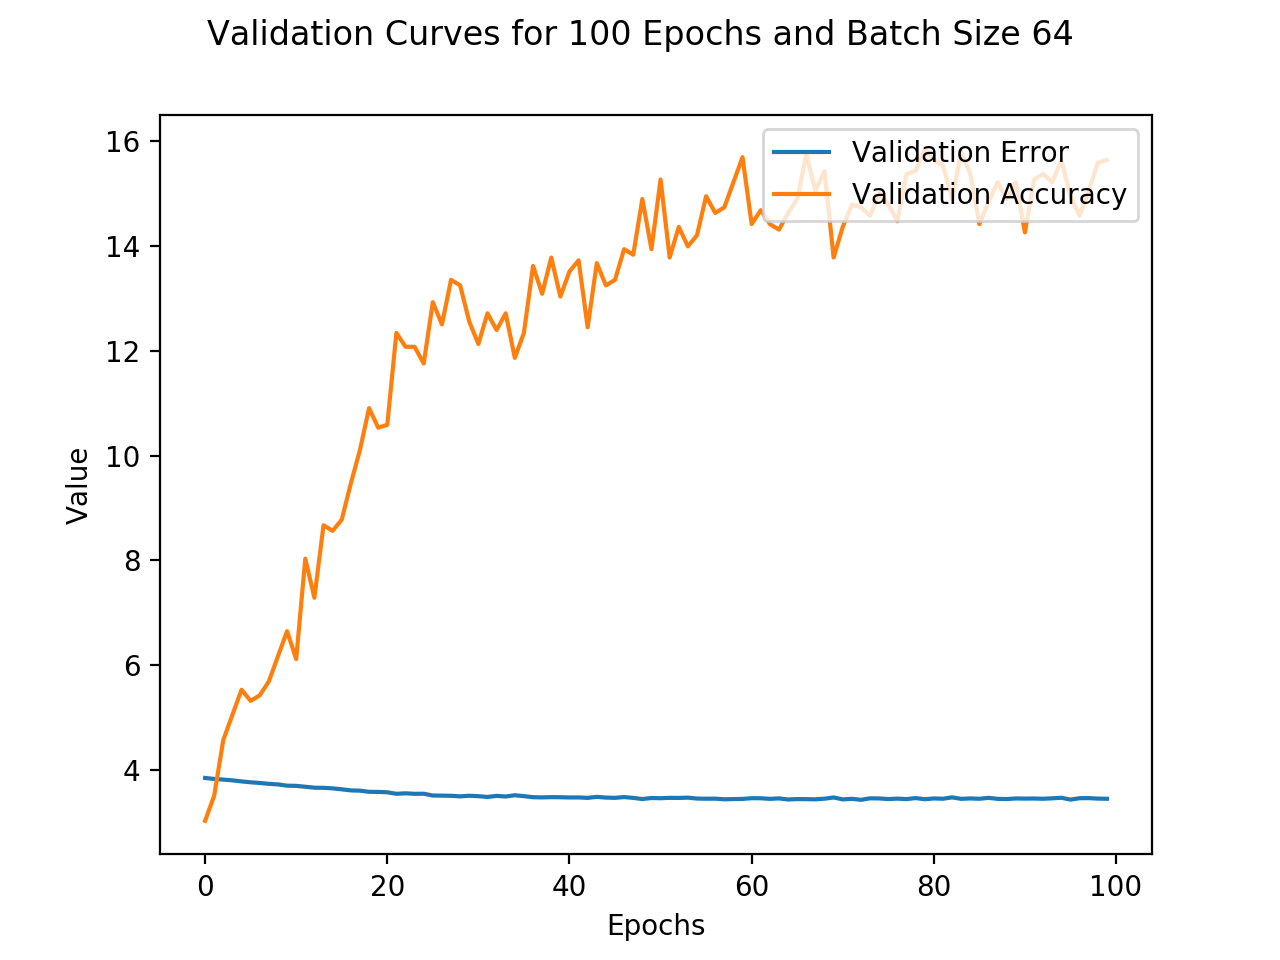 Validation Curves for 100 Epochs and Batch Size 64
16
14
12
10
8
6
4
Value
Validation Error
Validation Accuracy
0 20 40 60 80 100
Epochs